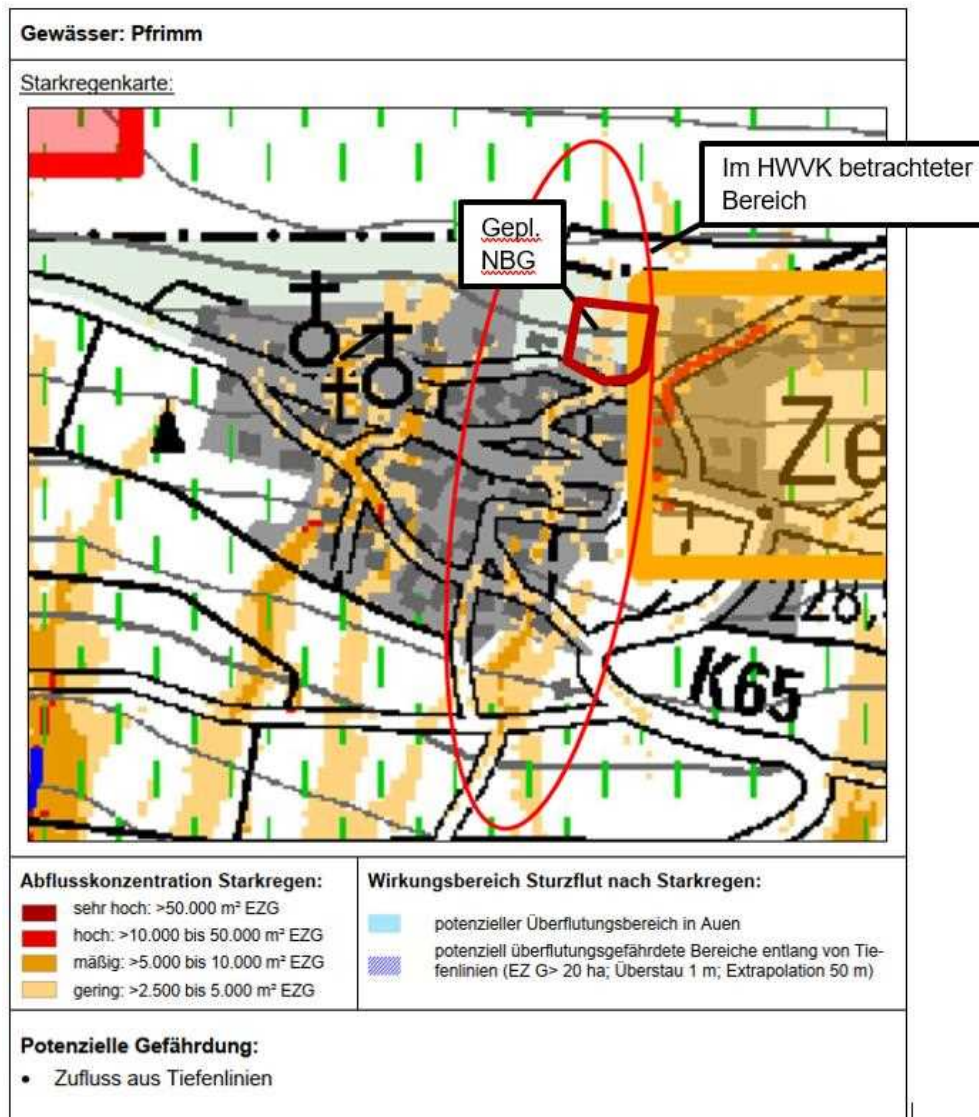 Gewässer: Pfrimm
Starkregenkarte:
Im HWVK betrachteter
Bereich
Gepl.
NBG
Ze
228,
K65
Abflusskonzentration Starkregen:
sehr hoch: >50.000 m² EZG
hoch: >10.000 bis 50.000 m² EZG
mäßig: >5.000 bis 10.000 m² EZG
gering: >2.500 bis 5.000 m² EZG
Wirkungsbereich Sturzflut nach Starkregen:
potenzieller Überflutungsbereich in Auen
potenziell überflutungsgefährdete Bereiche entlang von Tie-
fenlinien (EZ G> 20 ha; Überstau 1 m; Extrapolation 50 m)
Potenzielle Gefährdung:
• Zufluss aus Tiefenlinien